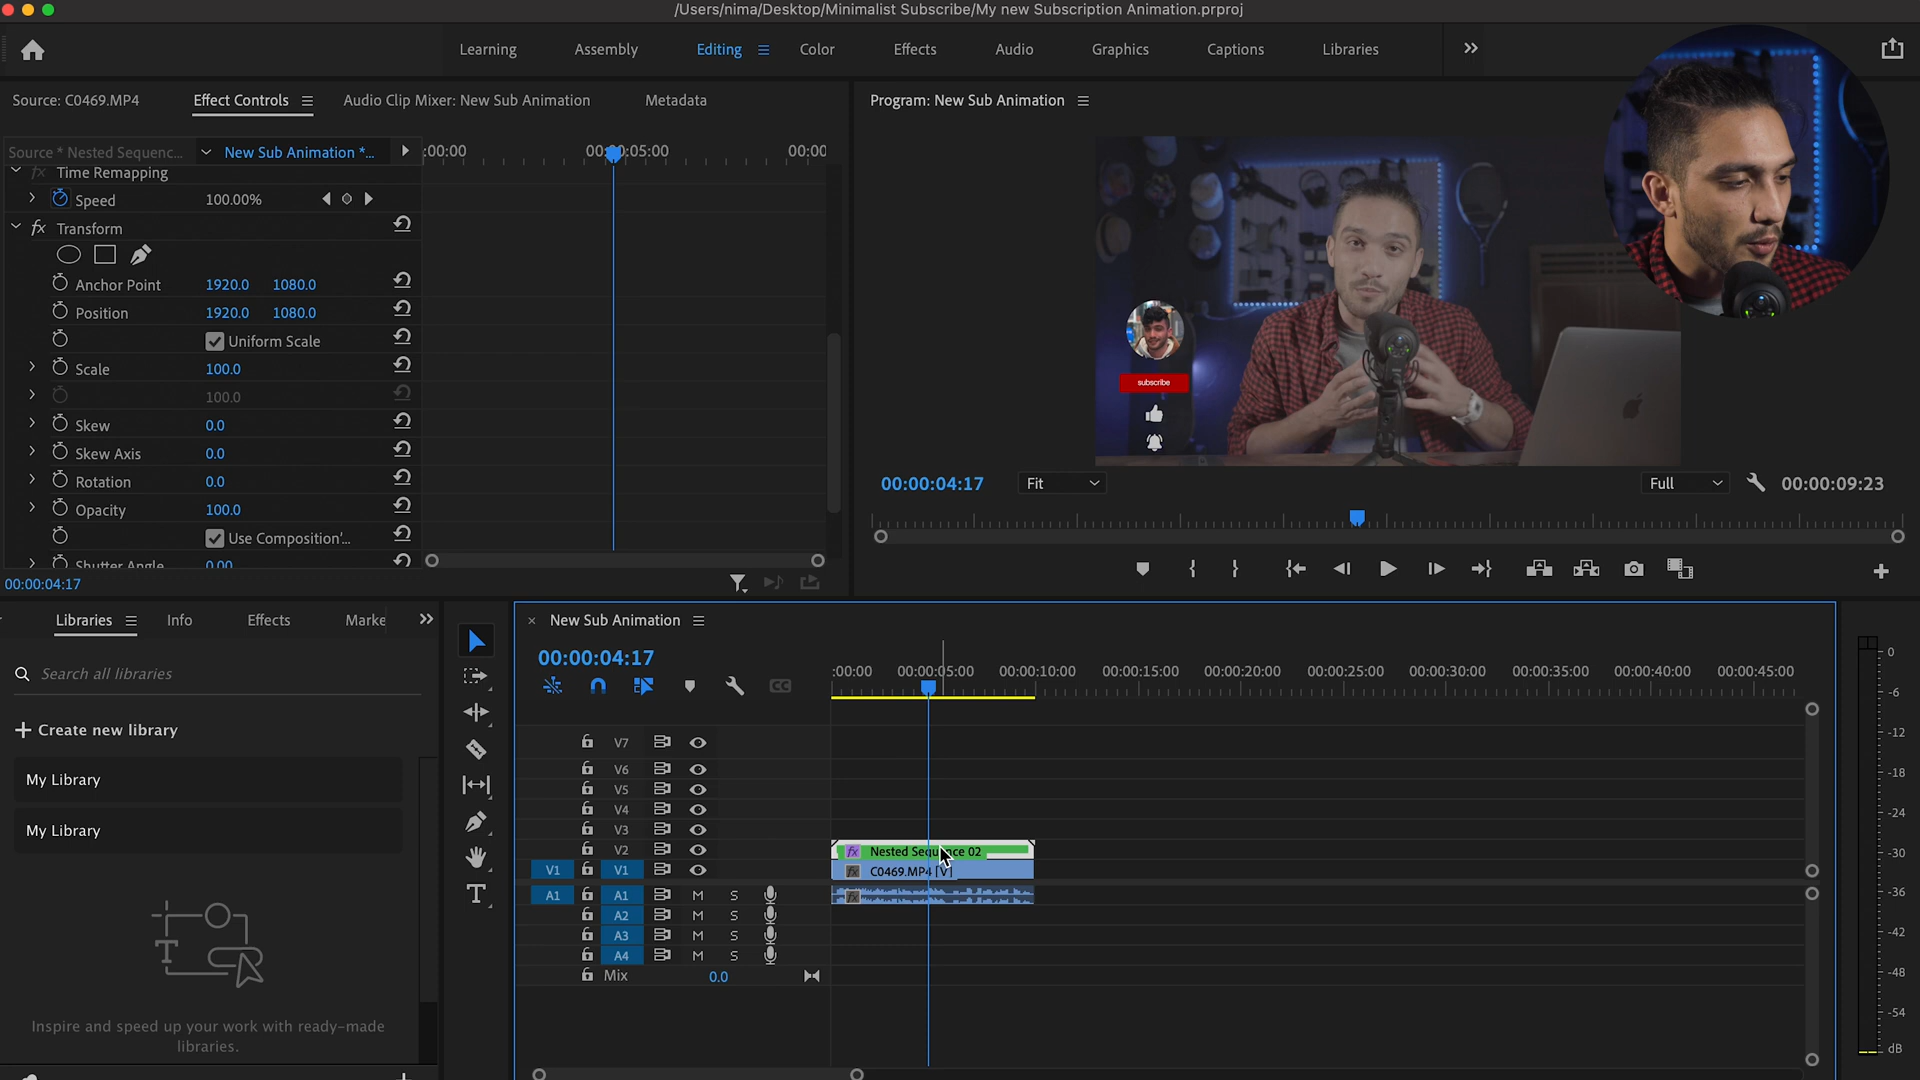 /Users/nima/Desktop/Minimalist Subscribe/My new Subscription Animation.prproj
Learning Assembly Editing Color Effects Audio Graphics Captions Libraries
Source: C0469.MP4 Effect Controls Audio Clip Mixer: New Sub Animation Metadata
Program: New Sub Animation
Source * Nested Sequenc... New Sub Animation *...
:00:00 00:00:05:00 00:00
fx Time Remapping
Speed 100.00%
fx Transform
Anchor Point 1920.0 1080.0
Position 1920.0 1080.0
Uniform Scale
Scale 100.0
100.0
Skew 0.0
Skew Axis 0.0
Rotation 0.0
Opacity 100.0
Use Composition'...
Shutter Angle 0.00
00:00:04:17
subscribe
00:00:04:17 Fit Full 00:00:09:23
Libraries Info Effects Marke
Search all libraries
Create new library
My Library
My Library
Inspire and speed up your work with ready-made
libraries.
× New Sub Animation
00:00:04:17
:00:00 00:00:05:00 00:00:10:00 00:00:15:00 00:00:20:00 00:00:25:00 00:00:30:00 00:00:35:00 00:00:40:00 00:00:45:00
CC
V7
V6
V5
V4
V3
V2 fx Nested Sequence 02
V1 V1 fx C0469.MP4 [V]
A1 A1 M S fx
A2 M S
A3 M S
A4 M S
Mix 0.0
0
-6
-12
-18
-24
-30
-36
-42
-48
-54
dB